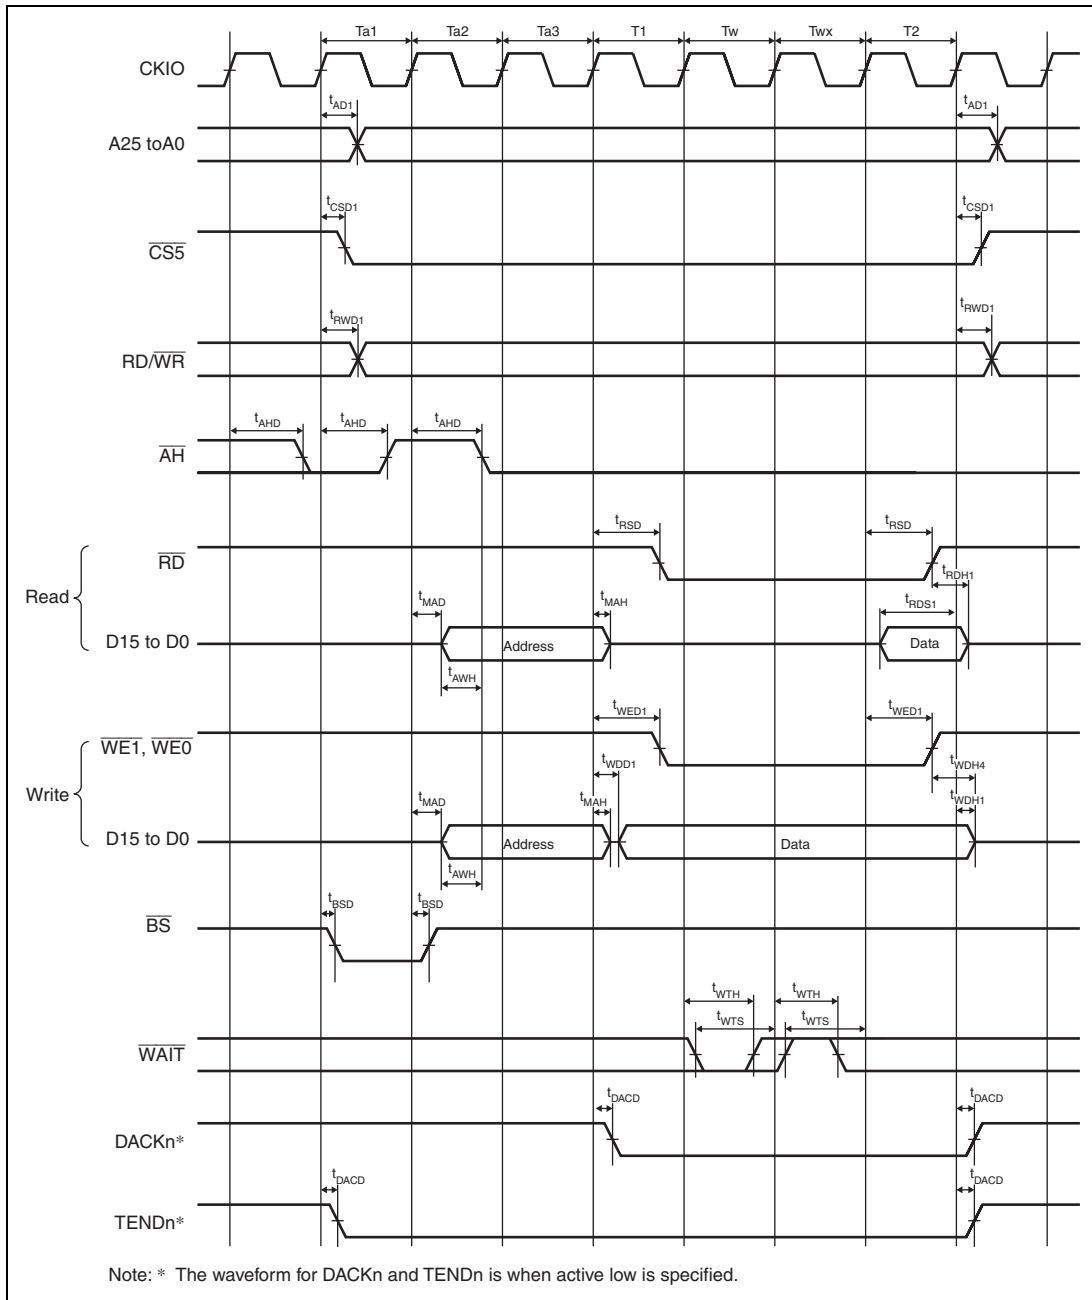 Ta1 Ta2 Ta3 T1 Tw Twx T2
CKIO
tAD1 tAD1
A25 toA0
tCSD1 tCSD1
CS5
tRWD1 tRWD1
RD/WR
tAHD tAHD tAHD
AH
tRSD tRSD
RD
tRDH1
Read
tMAD tMAH tRDS1
D15 to D0 Address Data
tAWH
tWED1 tWED1
WE1, WE0
tWDD1 tWDH4
Write
tMAD tMAH tWDH1
D15 to D0 Address Data
tAWH
tBSD tBSD
BS
tWTH tWTH
tWTS tWTS
WAIT
tDACD tDACD
DACKn*
tDACD tDACD
TENDn*
Note: * The waveform for DACKn and TENDn is when active low is specified.